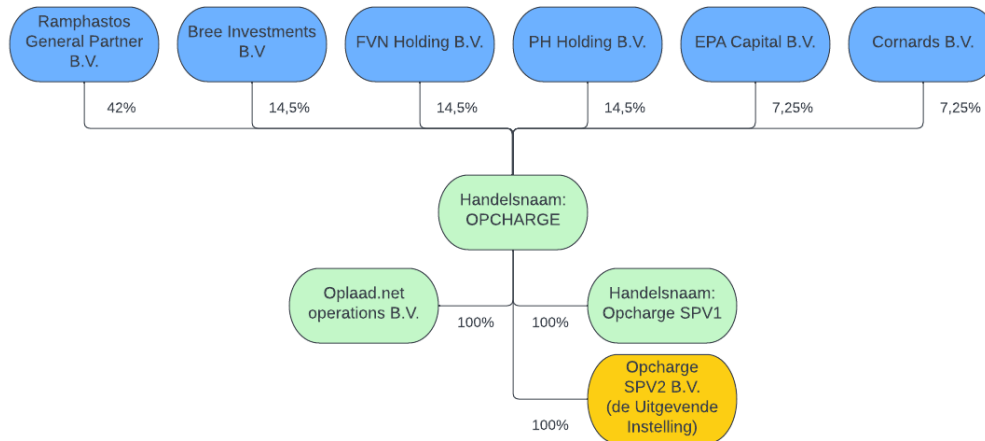 Ramphastos
General Partner
B.V.
Bree Investments
B.V
FVN Holding B.V.
PH Holding B.V.
EPA Capital B.V.
Cornards B.V.
42%
14,5%
14,5%
14,5%
7,25%
7,25%
Handelsnaam:
OPCHARGE
Oplaad.net
operations B.V.
Handelsnaam:
Opcharge SPV1
100%
100%
Opcharge
SPV2 B.V.
(de Uitgevende
Instelling)
100%